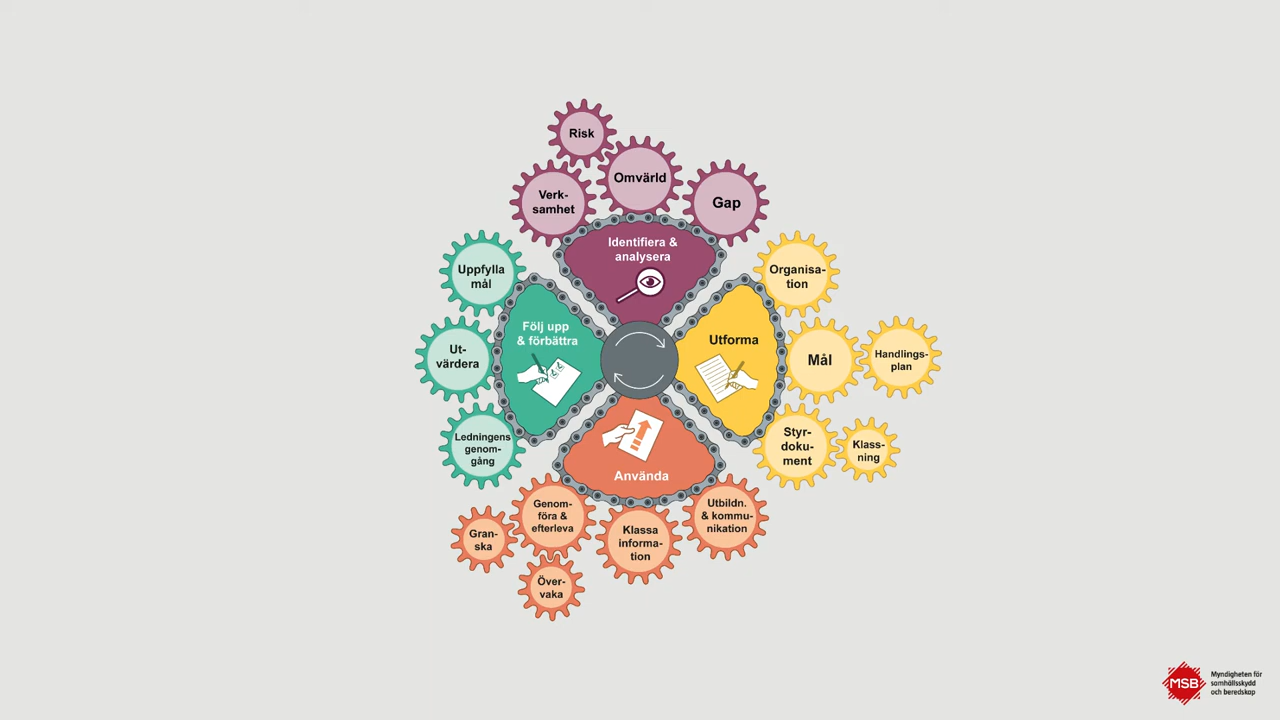 Risk
Omvärld
Verk-
samhet
Gap
Identifiera &
analysera
Uppfylla
mål
Organisa-
tion
Följ upp
& förbättra
Utforma
Ut-
värdera
Mål
Handlings-
plan
Ledningens
genom-
gång
Styr-
doku-
ment
Klass-
ning
Använda
Genom-
föra &
efterleva
Utbildn.
& kommu-
nikation
Gran-
ska
Klassa
informa-
tion
Över-
vaka
MSB
Myndigheten för
samhällsskydd
och beredskap